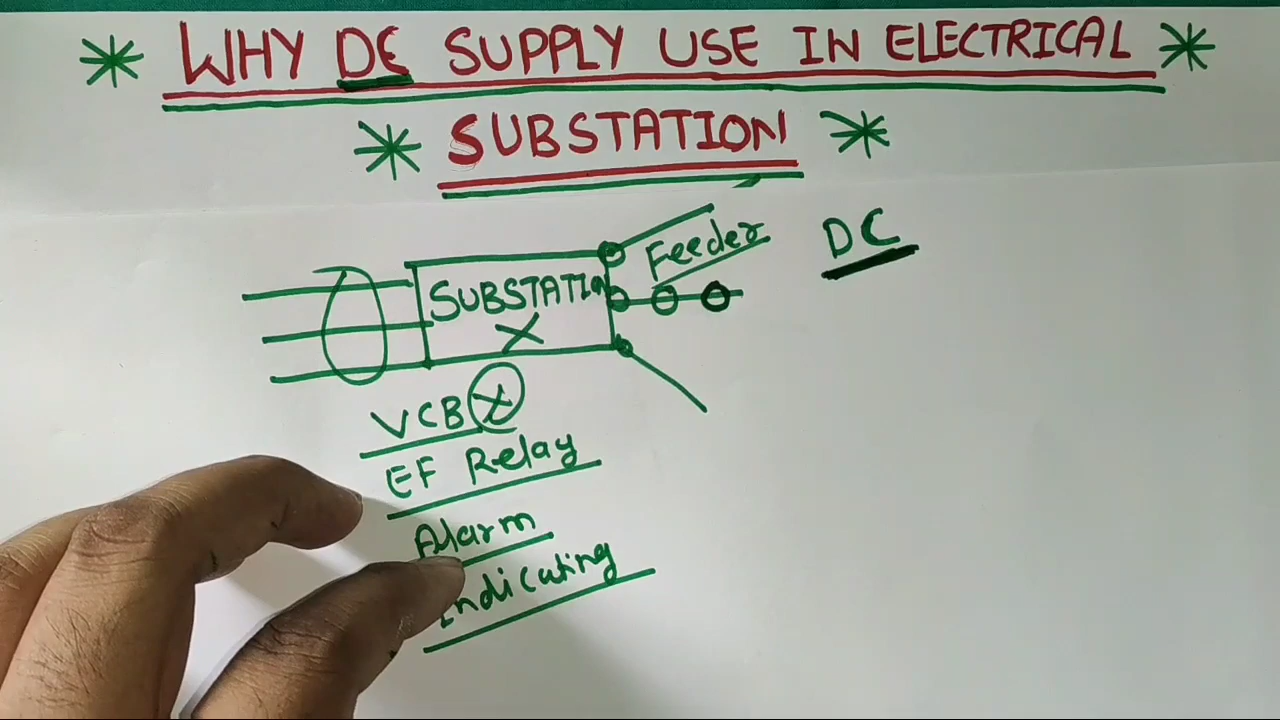 * WHY DC SUPPLY USE IN ELECTRICAL *
* SUBSTATION *
Feeder
DC
SUBSTATION
X
VCB X
EF Relay
Alarm
Indicating